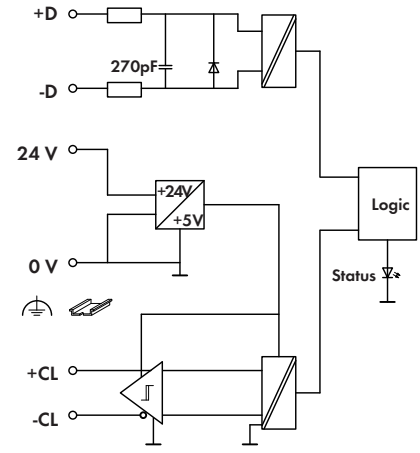 +D
270pF
-D
24 V
+24V
+5V
Logic
0 V
Status
+CL
-CL